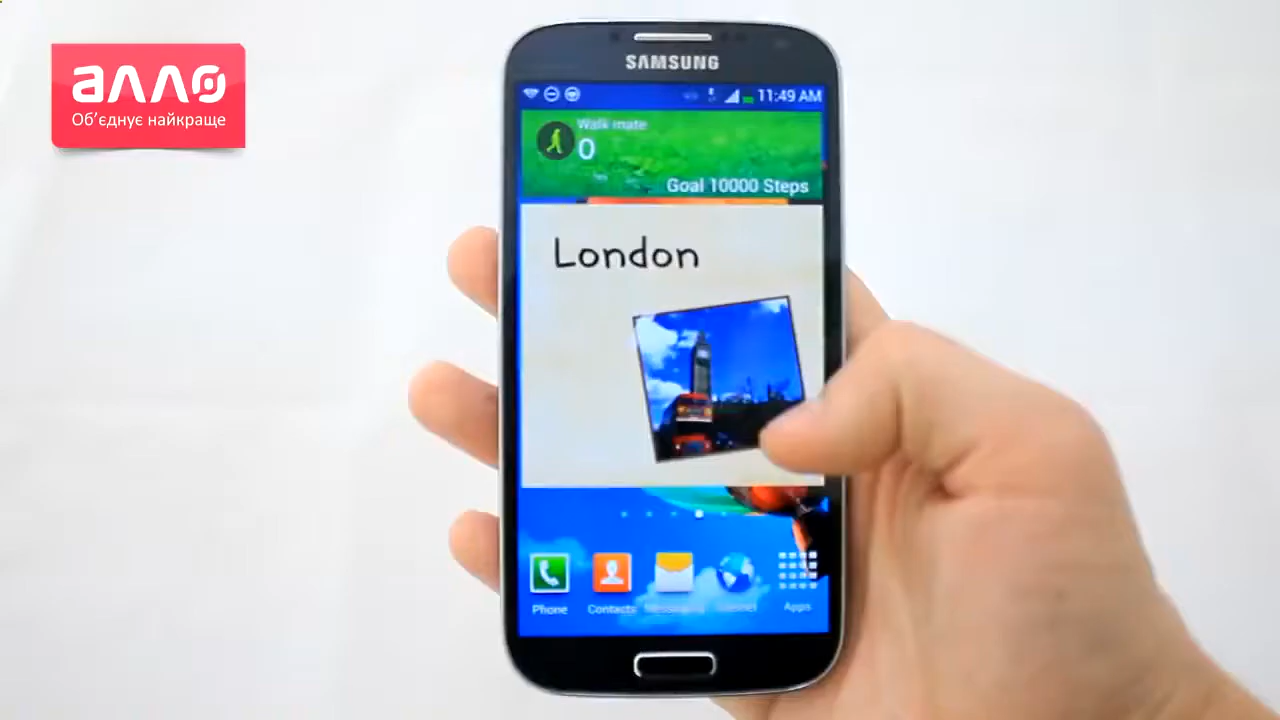 алло
Об'єднує найкраще
SAMSUNG
11:49 AM
Walk mate
0
Goal 10000 Steps
London
Phone
Contacts
Apps